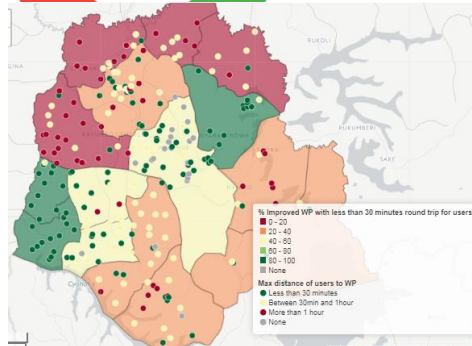 RUKOLI
GINA
RUKUMBERI
SAKE
% Improved WP with less than 30 minutes round trip for users
0 - 20
20 - 40
40 - 60
60 - 80
80 - 100
None
Max distance of users to WP
Less than 30 minutes
Between 30min and 1hour
More than 1 hour
None